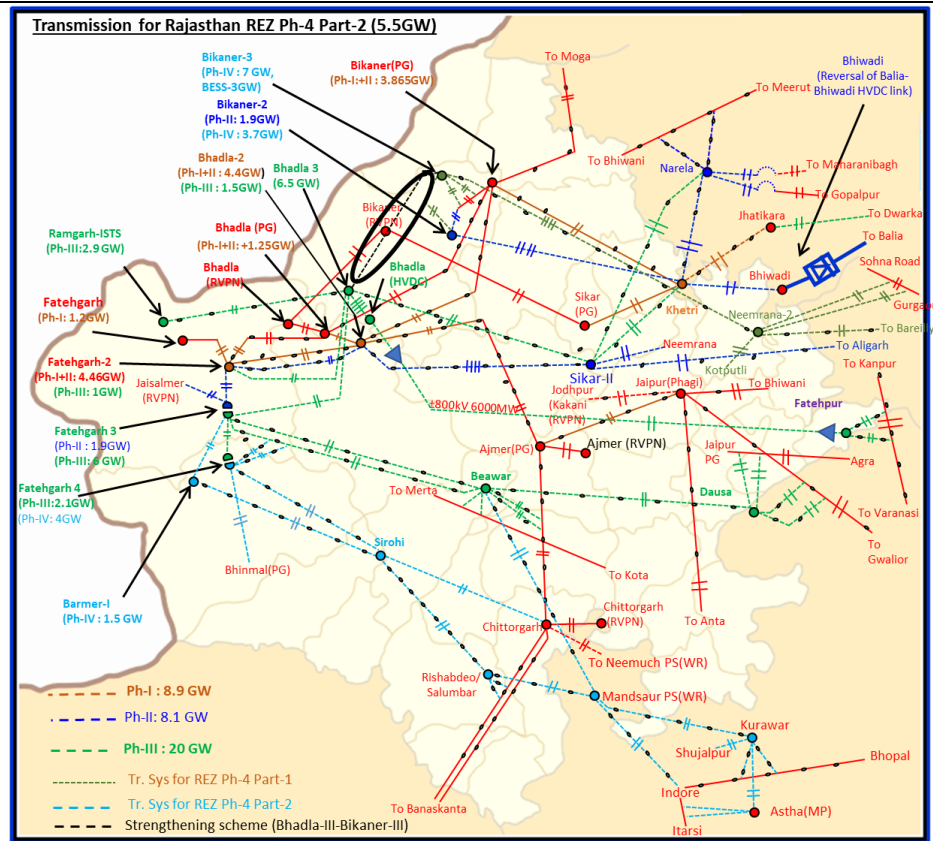 Transmission for Rajasthan REZ Ph-4 Part-2 (5.5GW)
Bikaner-3
(Ph-IV : 7 GW,
BESS-3GW)
Bikaner(PG)
(Ph-I:+II : 3.865GW)
To Moga
Bhiwadi
(Reversal of Balia-
Bhiwadi HVDC link)
To Meerut
Bikaner-2
(Ph-II: 1.9GW)
(Ph-IV : 3.7GW)
Bhadla-2
(Ph-I+II : 4.4GW)
(Ph-III : 1.5GW)
Bhadla 3
(6.5 GW)
To Bhiwani
Narela
To Maharanibagh
To Gopalpur
Jhatikara
To Dwarka
To Balia
Ramgarh-ISTS
(Ph-III:2.9 GW)
Bhadla (PG)
(Ph-I+II: +1.25GW)
Bikaner
(RVPN)
Bhadla
(RVPN)
Bhadla
(HVDC)
Sohna Road
Bhiwadi
Gurgaon
Fatehgarh
(Ph-I: 1.2GW)
Sikar
(PG)
Khetri
Neemrana-2
To Bareilly
Neemrana
To Aligarh
Kotputli
To Kanpur
Fatehgarh-2
(Ph-I+II: 4.46GW)
(Ph-III: 1GW)
Sikar-II
Jaisalmer
(RVPN)
Jodhpur
(Kakani
(RVPN)
Jaipur(Phagi)
To Bhiwani
±800kV 6000MW
Fatehpur
Fatehgarh 3
(Ph-II : 1.9GW)
(Ph-III: 6 GW)
Ajmer(PG)
Ajmer (RVPN)
Jaipur
PG
Agra
Fatehgarh 4
(Ph-III:2.1GW)
(Ph-IV: 4GW
Beawar
To Merta
Dausa
To Varanasi
To
Gwalior
Sirohi
Bhinmal(PG)
To Kota
Barmer-I
(Ph-IV : 1.5 GW
Chittorgarh
Chittorgarh
(RVPN)
To Anta
To Neemuch PS(WR)
Rishabdeo/
Salumbar
Mandsaur PS(WR)
Kurawar
Shujalpur
Bhopal
Indore
To Banaskanta
Itarsi
Astha(MP)
Ph-I : 8.9 GW
Ph-II: 8.1 GW
Ph-III : 20 GW
Tr. Sys for REZ Ph-4 Part-1
Tr. Sys for REZ Ph-4 Part-2
Strengthening scheme (Bhadla-III-Bikaner-III)